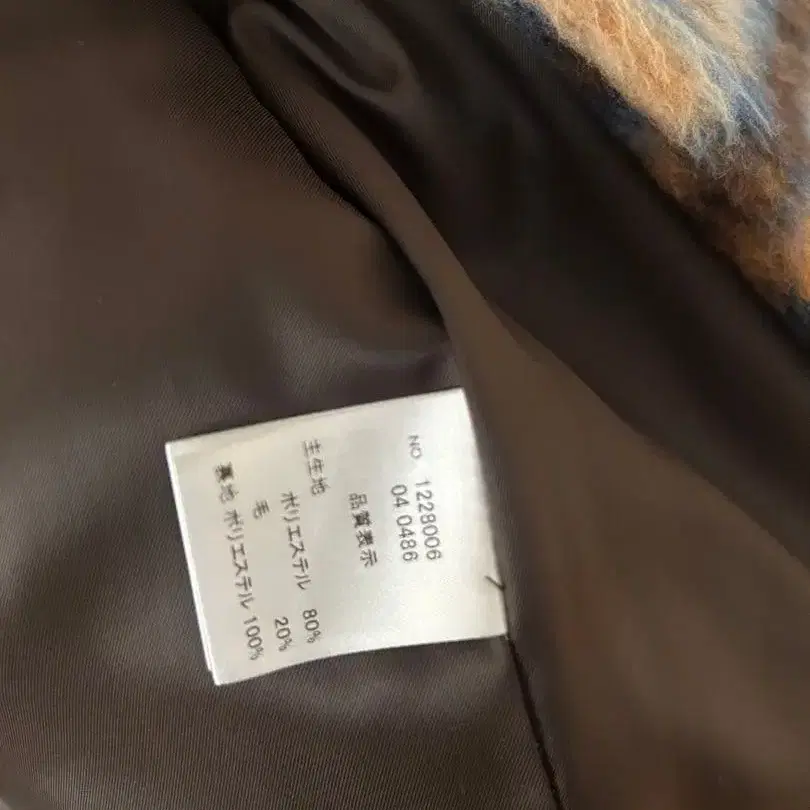 NO 1228006
04 0486
品質表示
主生地 ポリエステル 80%
毛 20%
裏地 ポリエステル 100%